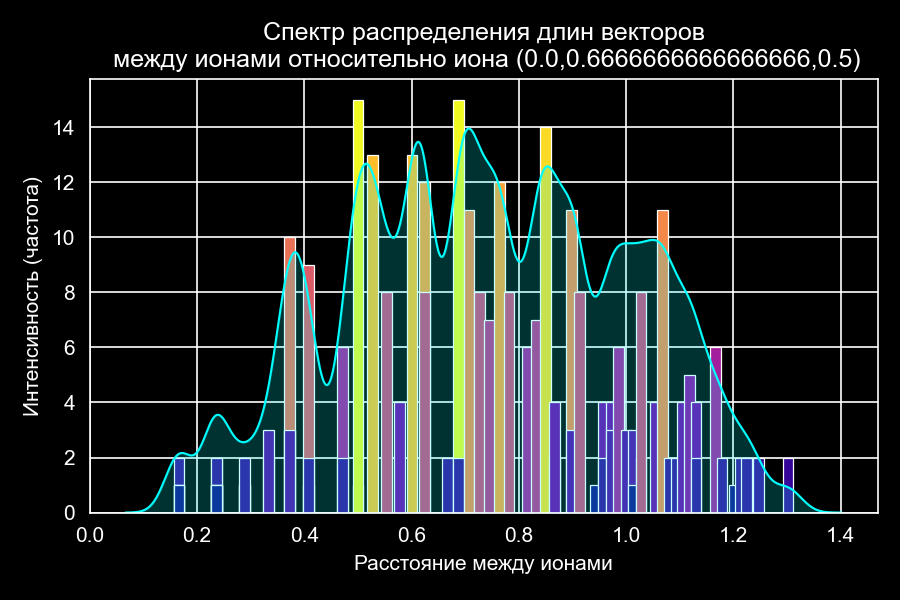 Спектр распределения длин векторов
между ионами относительно иона (0.0,0.6666666666666666,0.5)
Интенсивность (частота)
14
12
10
8
6
4
2
0
0.0 0.2 0.4 0.6 0.8 1.0 1.2 1.4
Расстояние между ионами